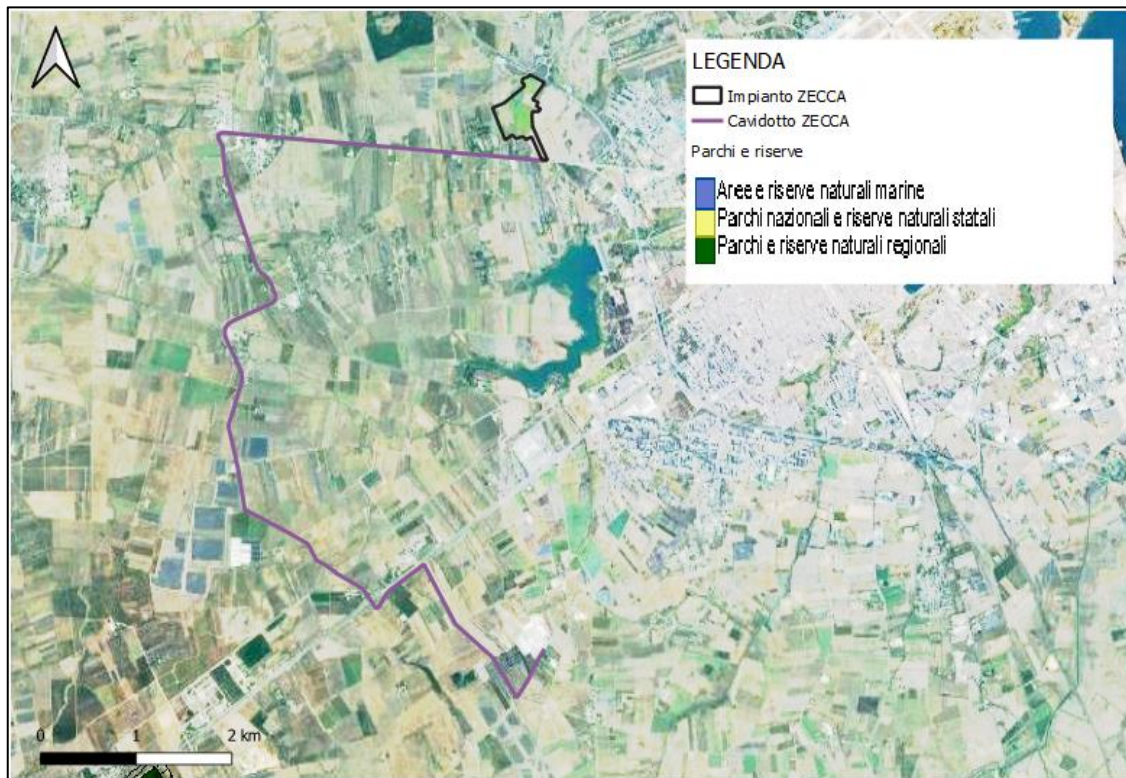 LEGENDA
Impianto ZECCA
Cavidotto ZECCA
Parchi e riserve
Aree e riserve naturali marine
Parchi nazionali e riserve naturali statali
Parchi e riserve naturali regionali
0 1 2 km